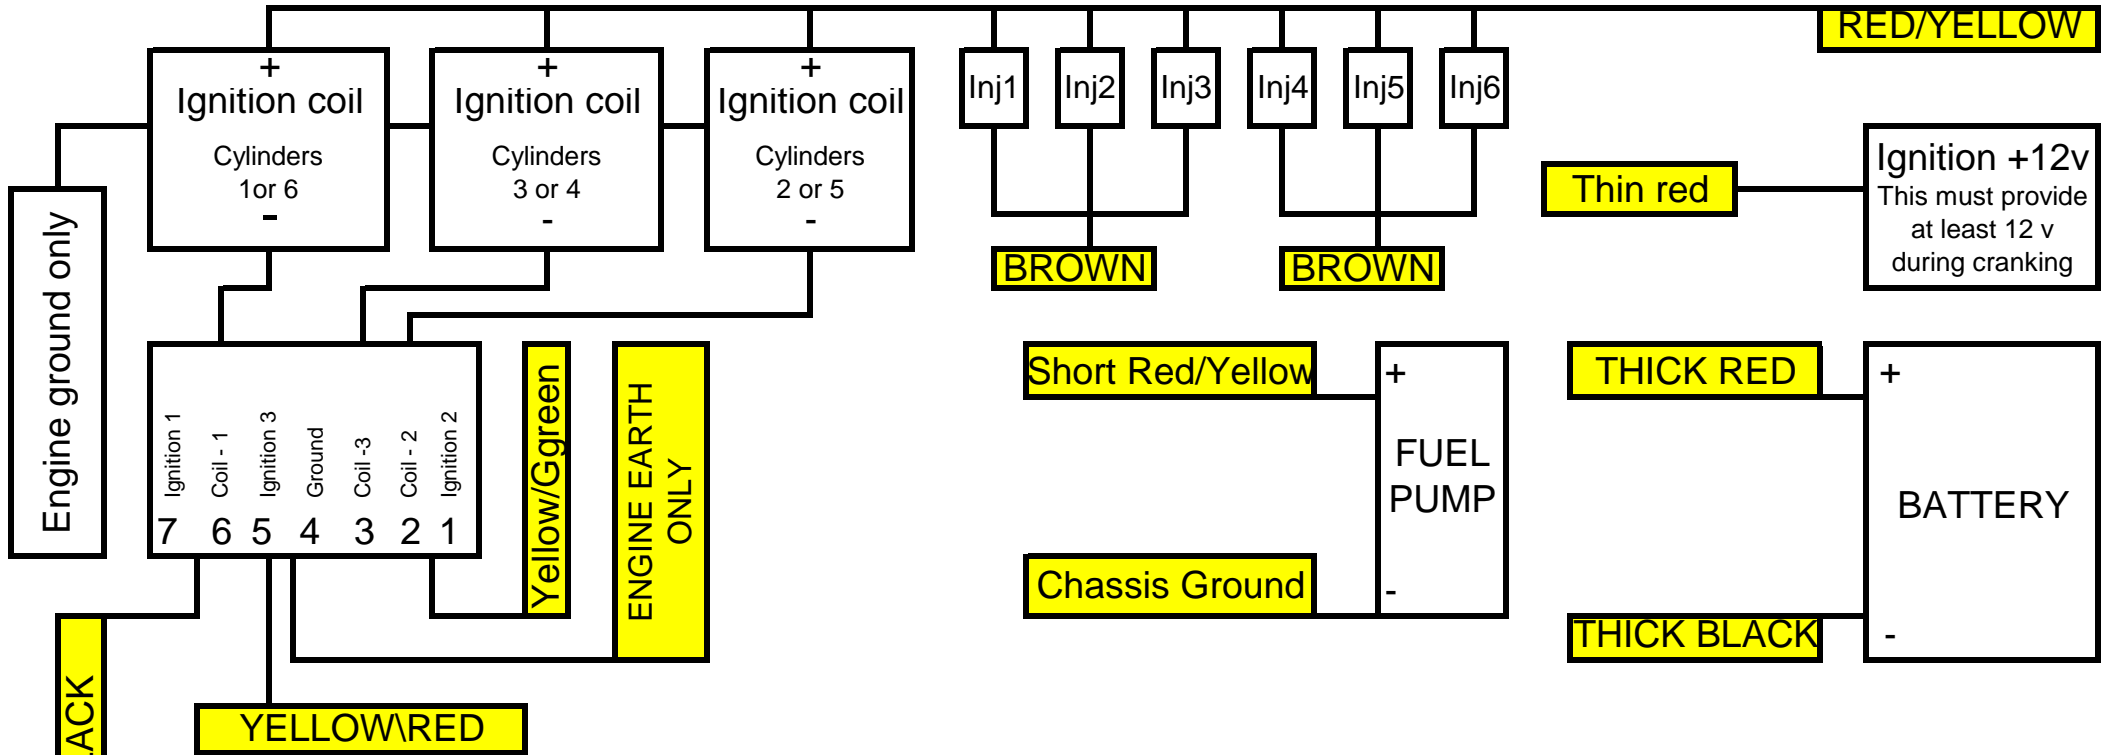 RED/YELLOW
+
Ignition coil
Cylinders
1or 6
-
+
Ignition coil
Cylinders
3 or 4
-
+
Ignition coil
Cylinders
2 or 5
-
Inj1
Inj2
Inj3
Inj4
Inj5
Inj6
BROWN
BROWN
Thin red
Ignition +12v
This must provide
at least 12 v
during cranking
Engine ground only
Ignition 1
Coil - 1
Ignition 3
Ground
Coil -3
Coil - 2
Ignition 2
7 6 5 4 3 2 1
Yellow/Ggreen
ENGINE EARTH
ONLY
Short Red/Yellow
+
FUEL
PUMP
Chassis Ground
-
THICK RED
+
BATTERY
THICK BLACK
-
ACK
YELLOW\RED